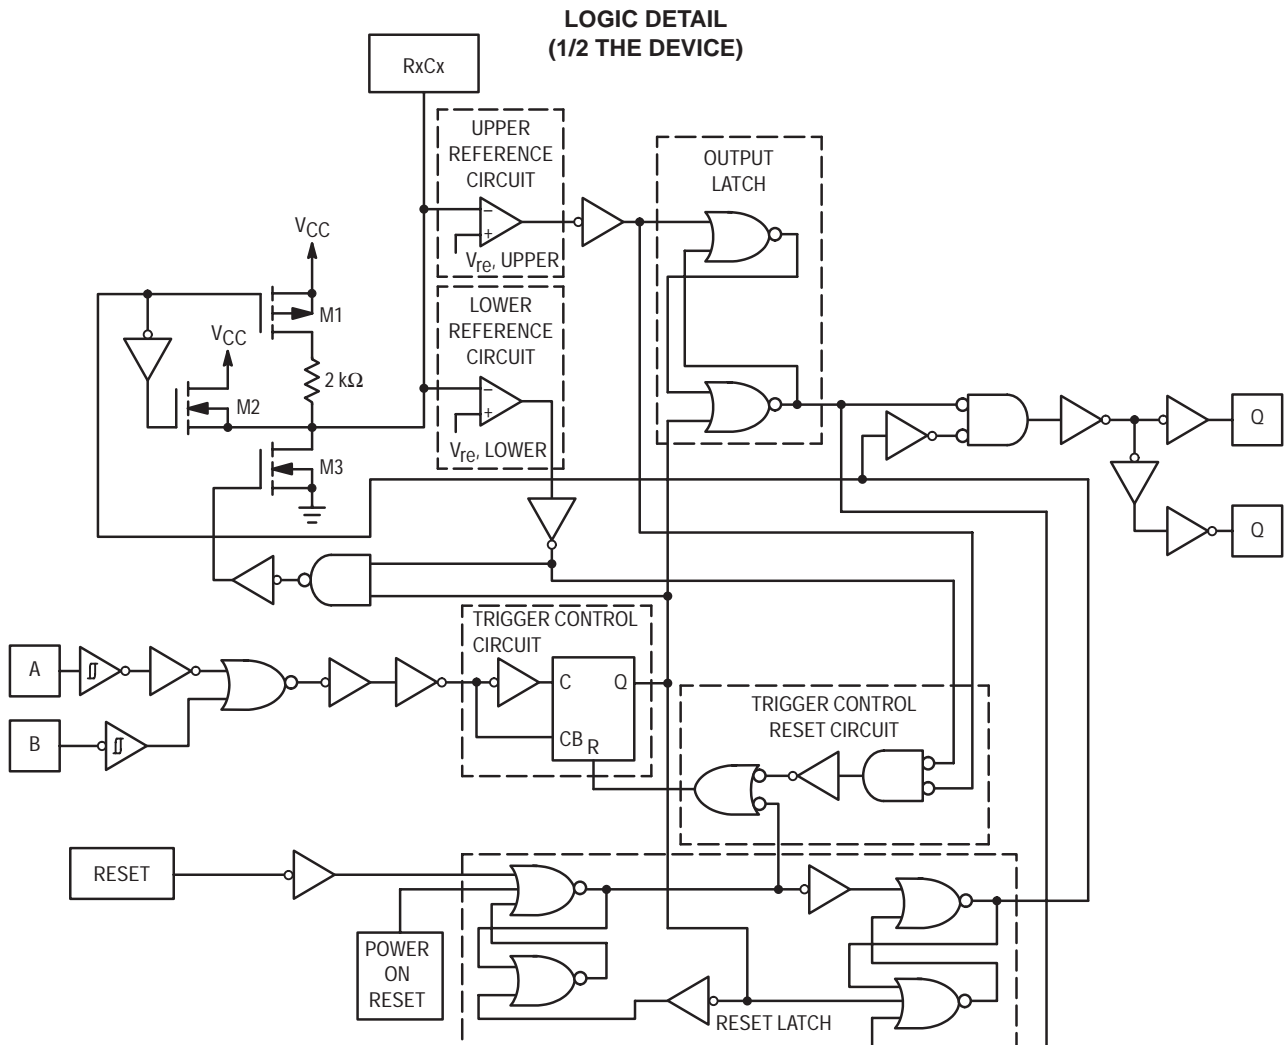 LOGIC DETAIL
(1/2 THE DEVICE)
RxCx
UPPER
REFERENCE
CIRCUIT
− 
+
Vre, UPPER
OUTPUT
LATCH
VCC
M1
VCC
2 kΩ
M2
M3
LOWER
REFERENCE
CIRCUIT
−
+
Vre, LOWER
Q
Q
TRIGGER CONTROL
CIRCUIT
C
Q
CB
R
A
B
TRIGGER CONTROL
RESET CIRCUIT
RESET
POWER
ON
RESET
RESET LATCH